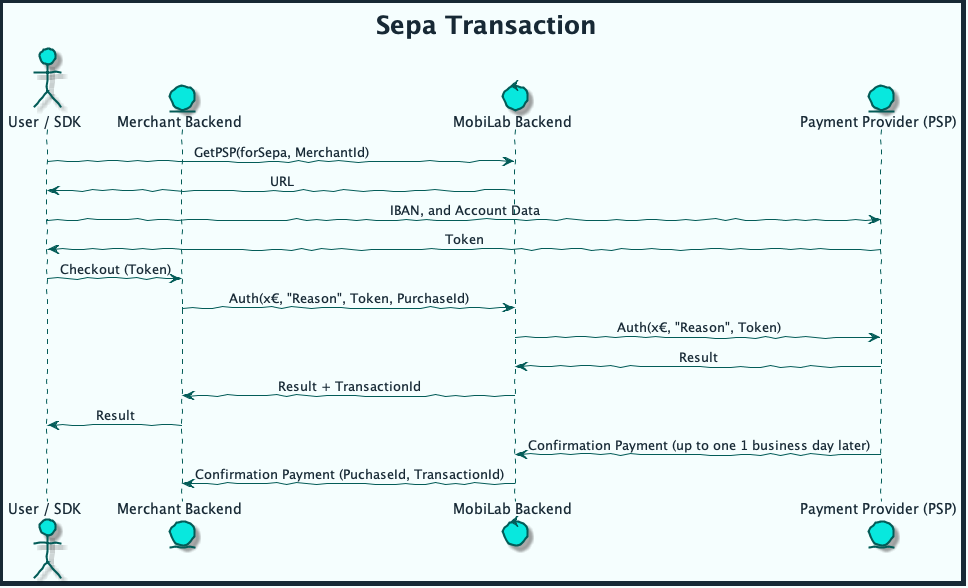 Sepa Transaction
User / SDK
Merchant Backend
MobiLab Backend
Payment Provider (PSP)
GetPSP(forSepa, MerchantId)
URL
IBAN, and Account Data
Token
Checkout (Token)
Auth(x€, "Reason", Token, PurchaseId)
Auth(x€, "Reason", Token)
Result
Result + TransactionId
Result
Confirmation Payment (up to one 1 business day later)
Confirmation Payment (PuchaseId, TransactionId)
User / SDK
Merchant Backend
MobiLab Backend
Payment Provider (PSP)